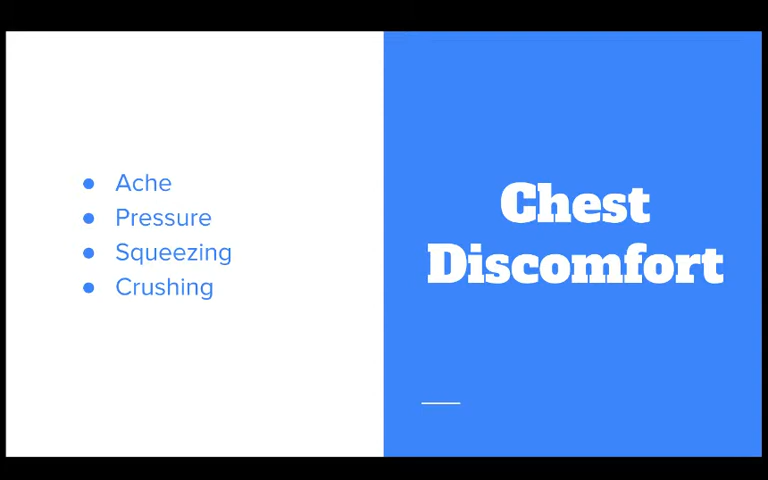 ● Ache
● Pressure
● Squeezing
● Crushing
Chest
Discomfort